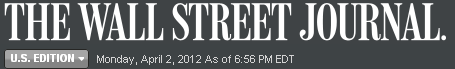 THE WALL STREET JOURNAL.
U.S. EDITION Monday, April 2, 2012 As of 6:56 PM EDT